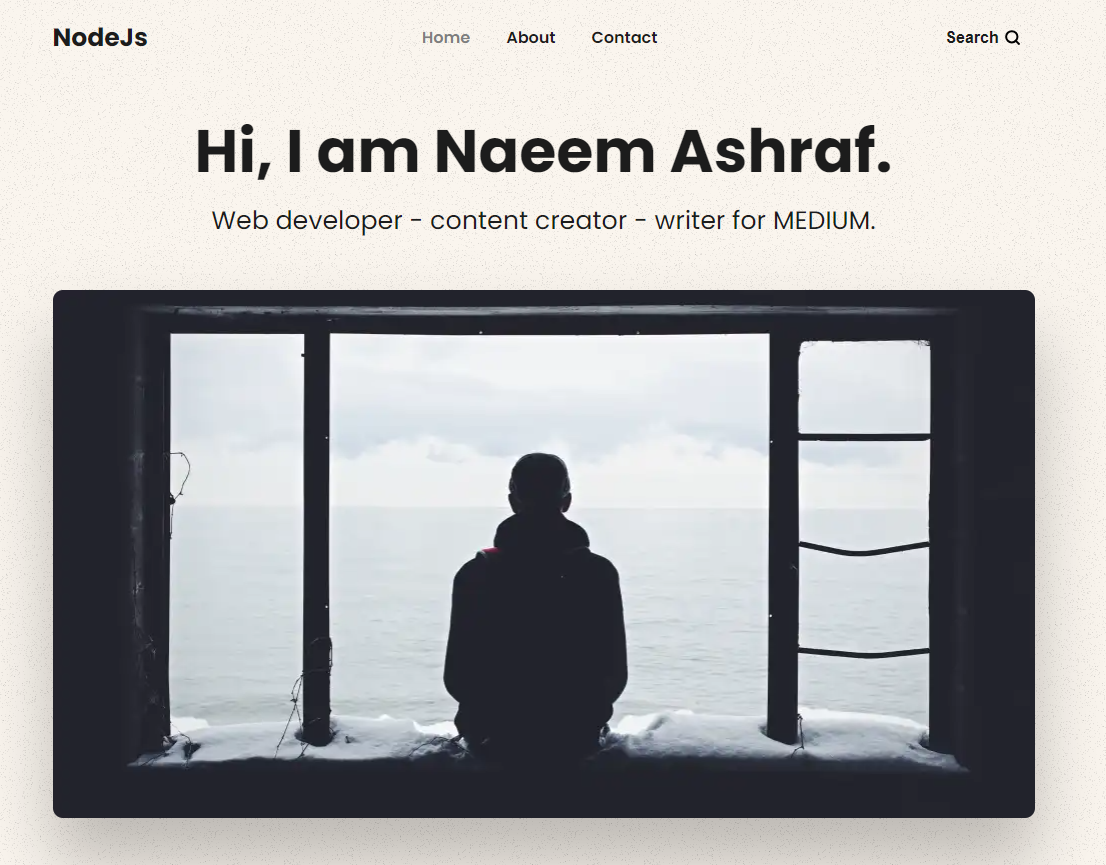 NodeJs
Home About Contact
Search
Hi, I am Naeem Ashraf.
Web developer - content creator - writer for MEDIUM.